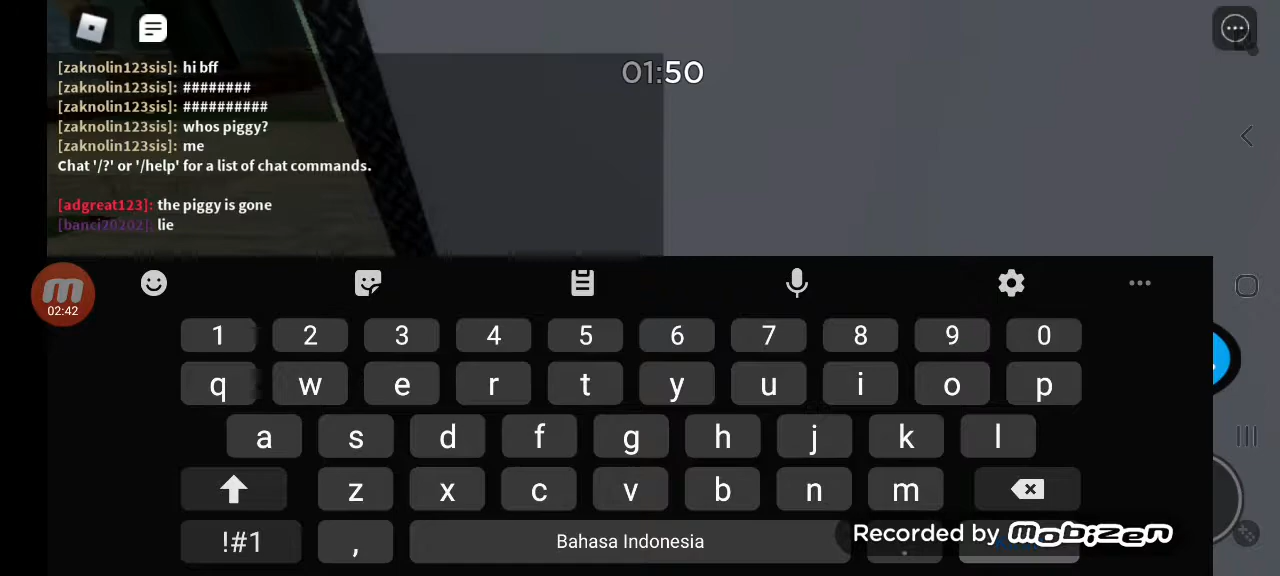 [zaknolin123sis]: hi bff
01:50
[zaknolin123sis]: ########
[zaknolin123sis]: ##########
[zaknolin123sis]: whos piggy?
[zaknolin123sis]: me
Chat '/?' or '/help' for a list of chat commands.
[adgreat123]: the piggy is gone
[banci20202]: lie
02:42
1 2 3 4 5 6 7 8 9 0
q w e r t y u i o p
a s d f g h j k l
z x c v b n m
!#1 , Bahasa Indonesia .
Recorded by mobizen